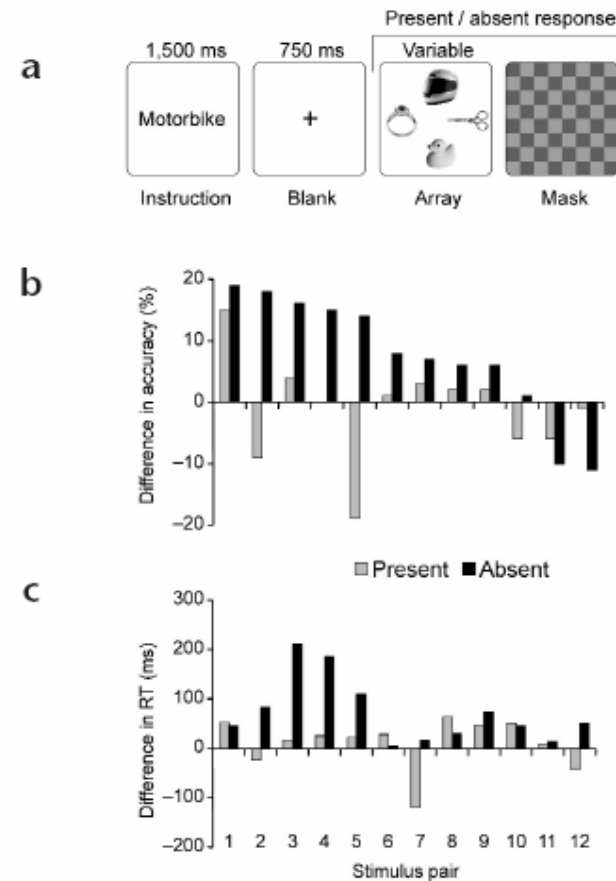 Present / absent response
a
1,500 ms 750 ms Variable
Motorbike +
Instruction Blank Array Mask
b
20
10
0
–10
–20
Difference in accuracy (%)
Present Absent
c
300
200
100
0
–100
–200
Difference in RT (ms)
1 2 3 4 5 6 7 8 9 10 11 12
Stimulus pair